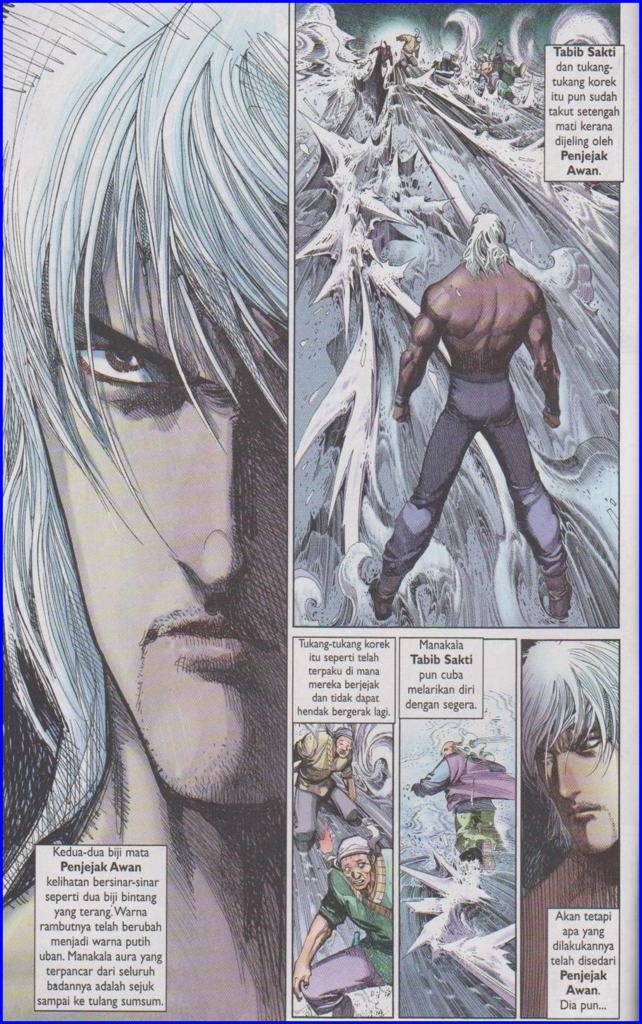 Kedua-dua biji mata
Penjejak Awan
kelihatan bersinar-sinar
seperti dua biji bintang
yang terang. Warna
rambutnya telah berubah
menjadi warna putih
uban. Manakala aura yang
terpancar dari seluruh
badannya adalah sejuk
sampai ke tulang sumsum.
Tabib Sakti
dan tukang-
tukang korek
itu pun sudah
takut setengah
mati kerana
dijeling oleh
Penjejak
Awan.
Tukang-tukang korek
itu seperti telah
terpaku di mana
mereka berjejak
dan tidak dapat
hendak bergerak lagi.
Manakala
Tabib Sakti
pun cuba
melarikan diri
dengan segera.
Akan tetapi
apa yang
dilakukannya
telah disedari
Penjejak
Awan.
Dia pun...